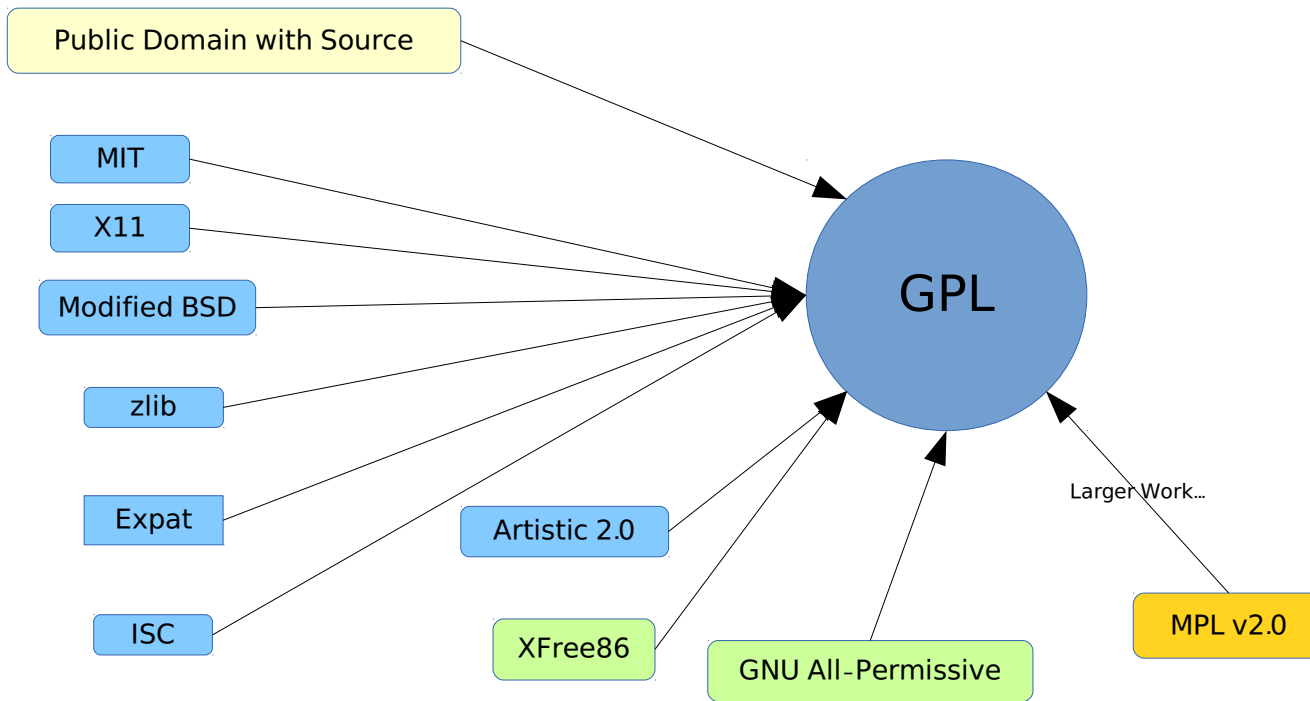 Public Domain with Source
MIT
X11
Modified BSD
GPL
zlib
Expat
Artistic 2.0
Larger Work...
ISC
XFree86
GNU All-Permissive
MPL v2.0